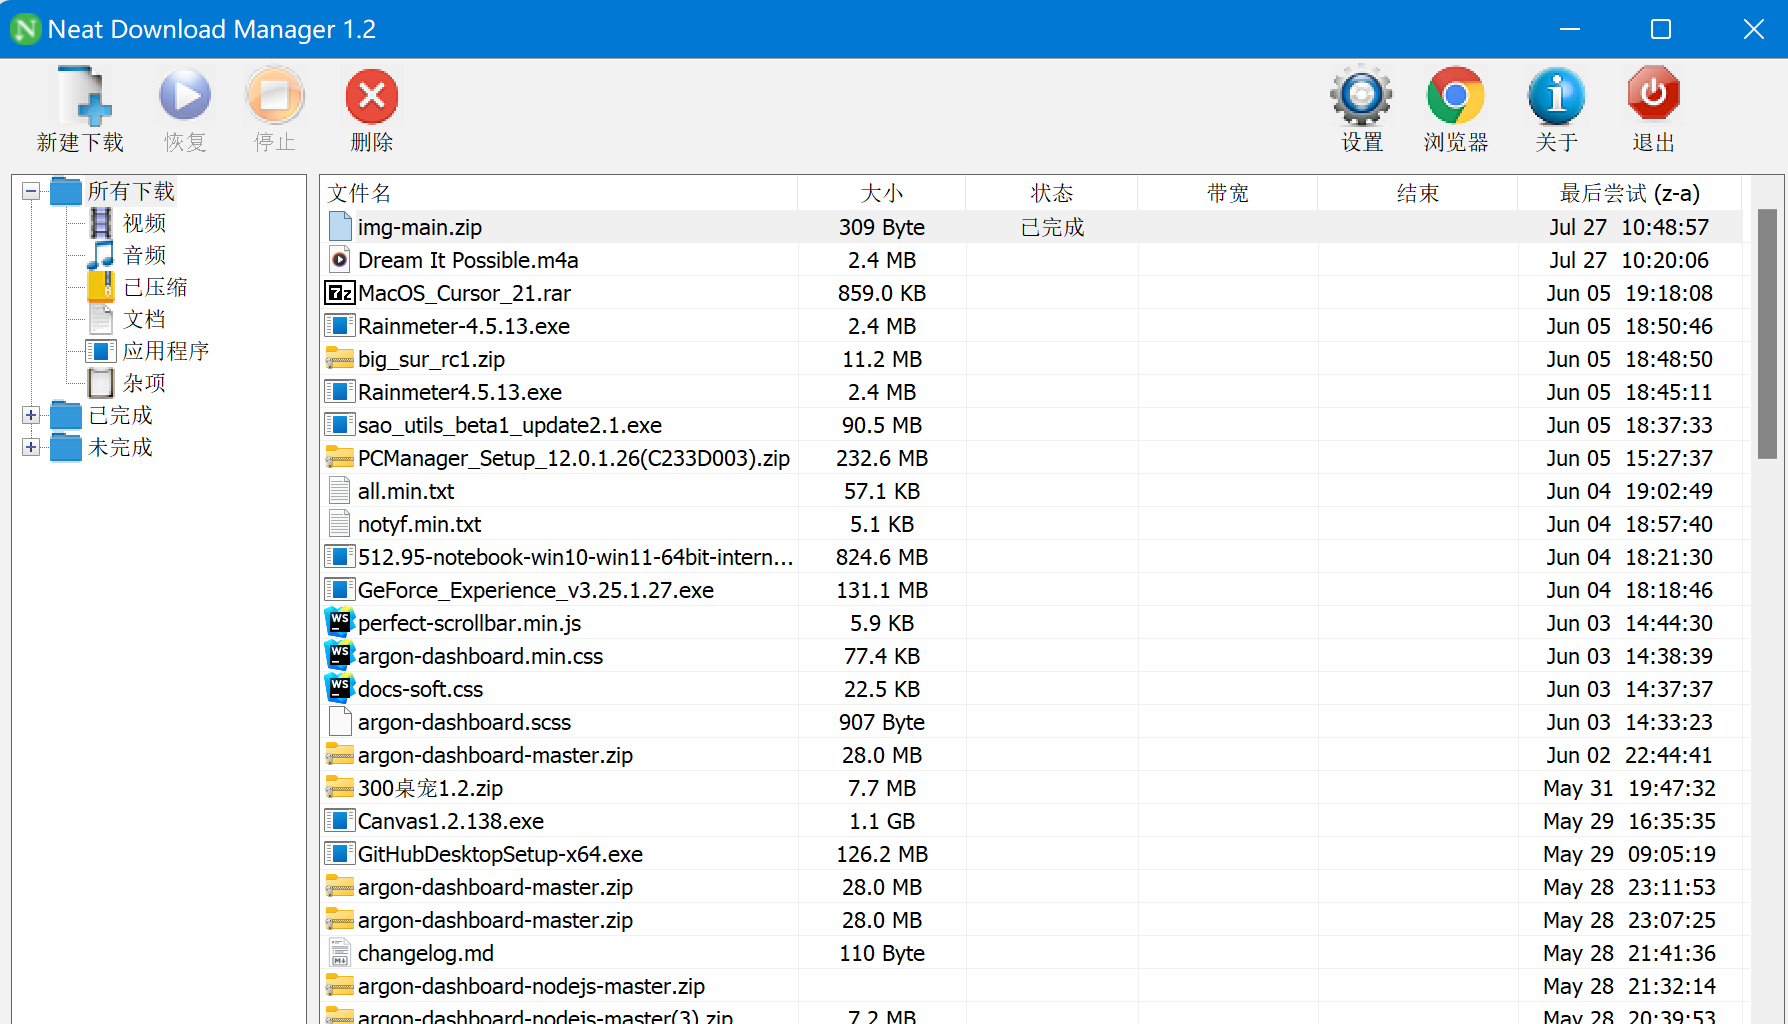 Neat Download Manager 1.2
新建下载 恢复 停止 删除 设置 浏览器 关于 退出
所有下载
视频
音频
已压缩
文档
应用程序
杂项
已完成
未完成
文件名 大小 状态 带宽 结束 最后尝试 (z-a)
img-main.zip 309 Byte 已完成 Jul 27 10:48:57
Dream It Possible.m4a 2.4 MB Jul 27 10:20:06
7z MacOS_Cursor_21.rar 859.0 KB Jun 05 19:18:08
Rainmeter-4.5.13.exe 2.4 MB Jun 05 18:50:46
big_sur_rc1.zip 11.2 MB Jun 05 18:48:50
Rainmeter4.5.13.exe 2.4 MB Jun 05 18:45:11
sao_utils_beta1_update2.1.exe 90.5 MB Jun 05 18:37:33
PCManager_Setup_12.0.1.26(C233D003).zip 232.6 MB Jun 05 15:27:37
all.min.txt 57.1 KB Jun 04 19:02:49
notyf.min.txt 5.1 KB Jun 04 18:57:40
512.95-notebook-win10-win11-64bit-intern... 824.6 MB Jun 04 18:21:30
GeForce_Experience_v3.25.1.27.exe 131.1 MB Jun 04 18:18:46
WS perfect-scrollbar.min.js 5.9 KB Jun 03 14:44:30
WS argon-dashboard.min.css 77.4 KB Jun 03 14:38:39
WS docs-soft.css 22.5 KB Jun 03 14:37:37
argon-dashboard.scss 907 Byte Jun 03 14:33:23
argon-dashboard-master.zip 28.0 MB Jun 02 22:44:41
300桌宠1.2.zip 7.7 MB May 31 19:47:32
Canvas1.2.138.exe 1.1 GB May 29 16:35:35
GitHubDesktopSetup-x64.exe 126.2 MB May 29 09:05:19
argon-dashboard-master.zip 28.0 MB May 28 23:11:53
argon-dashboard-master.zip 28.0 MB May 28 23:07:25
changelog.md 110 Byte May 28 21:41:36
argon-dashboard-nodejs-master.zip May 28 21:32:14
argon-dashboard-nodejs-master(3).zip 7.2 MB May 28 20:39:53